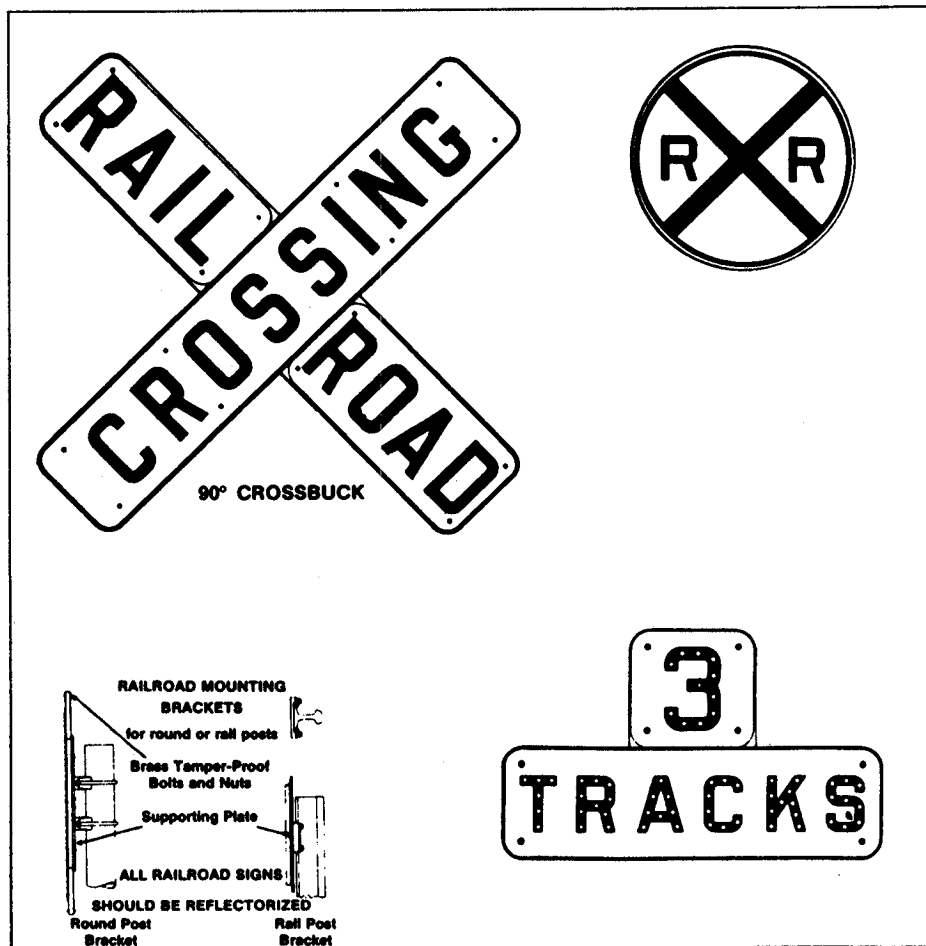 RAIL
ROAD
CROSSING
R R
90° CROSSBUCK
3
TRACKS
RAILROAD MOUNTING
BRACKETS
for round or rail posts
Brass Tamper-Proof
Bolts and Nuts
Supporting Plate
ALL RAILROAD SIGNS
SHOULD BE REFLECTORIZED
Round Post
Bracket
Rail Post
Bracket